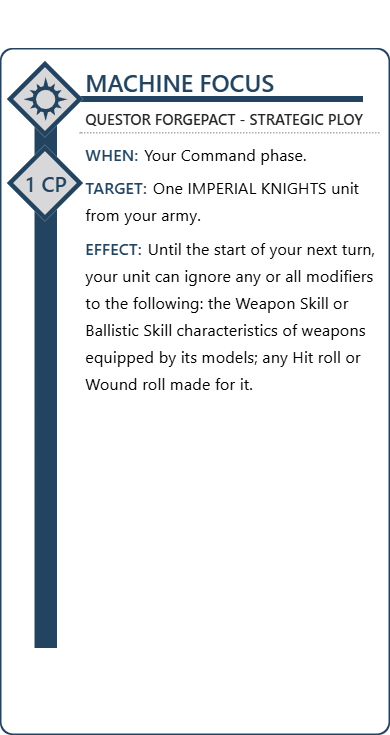 MACHINE FOCUS
QUESTOR FORGEPACT - STRATEGIC PLOY
1 CP
WHEN: Your Command phase.
TARGET: One IMPERIAL KNIGHTS unit
from your army.
EFFECT: Until the start of your next turn,
your unit can ignore any or all modifiers
to the following: the Weapon Skill or
Ballistic Skill characteristics of weapons
equipped by its models; any Hit roll or
Wound roll made for it.